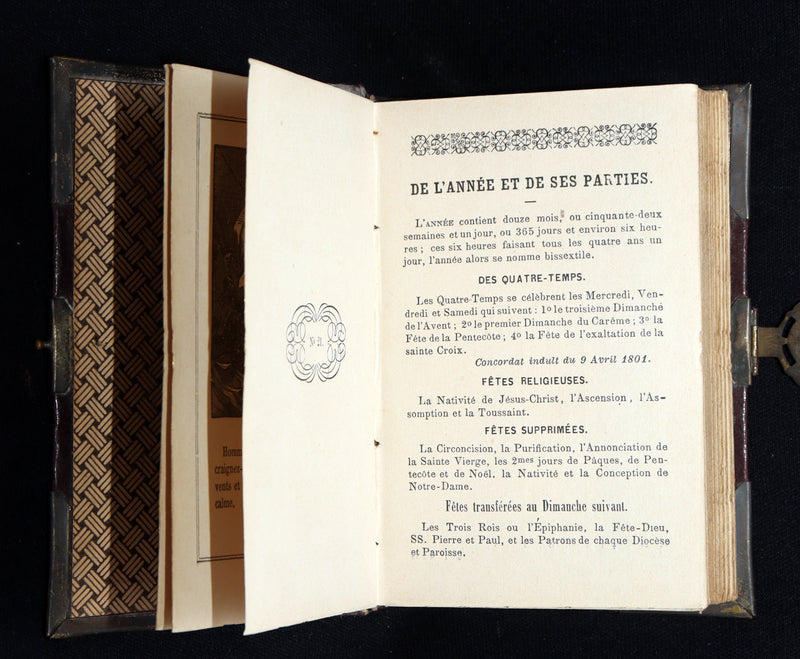 Homm
craignez-
vents et
calme,
No 21.
DE L'ANNÉE ET DE SES PARTIES.
L'ANNÉE contient douze mois, ou cinquante-deux
semaines et un jour, ou 365 jours et environ six heu-
res ; ces six heures faisant tous les quatre ans un
jour, l'année alors se nomme bissextile.
DES QUATRE-TEMPS.
Les Quatre-Temps se célèbrent les Mercredi, Ven-
dredi et Samedi qui suivent : 1o le troisième Dimanche
de l'Avent ; 2o le premier Dimanche du Carême ; 3o la
Fête de la Pentecôte ; 4o la Fête de l'exaltation de la
sainte Croix.
Concordat indult du 9 Avril 1801.
FÊTES RELIGIEUSES.
La Nativité de Jésus-Christ, l'Ascension, l'As-
somption et la Toussaint.
FÊTES SUPPRIMÉES.
La Circoncision, la Purification, l'Annonciation de
la Sainte Vierge, les 2mes jours de Pâques, de Pen-
tecôte et de Noël, la Nativité et la Conception de
Notre-Dame.
Fêtes transférées au Dimanche suivant.
Les Trois Rois ou l'Épiphanie, la Fête-Dieu,
SS. Pierre et Paul, et les Patrons de chaque Diocèse
et Paroisse.